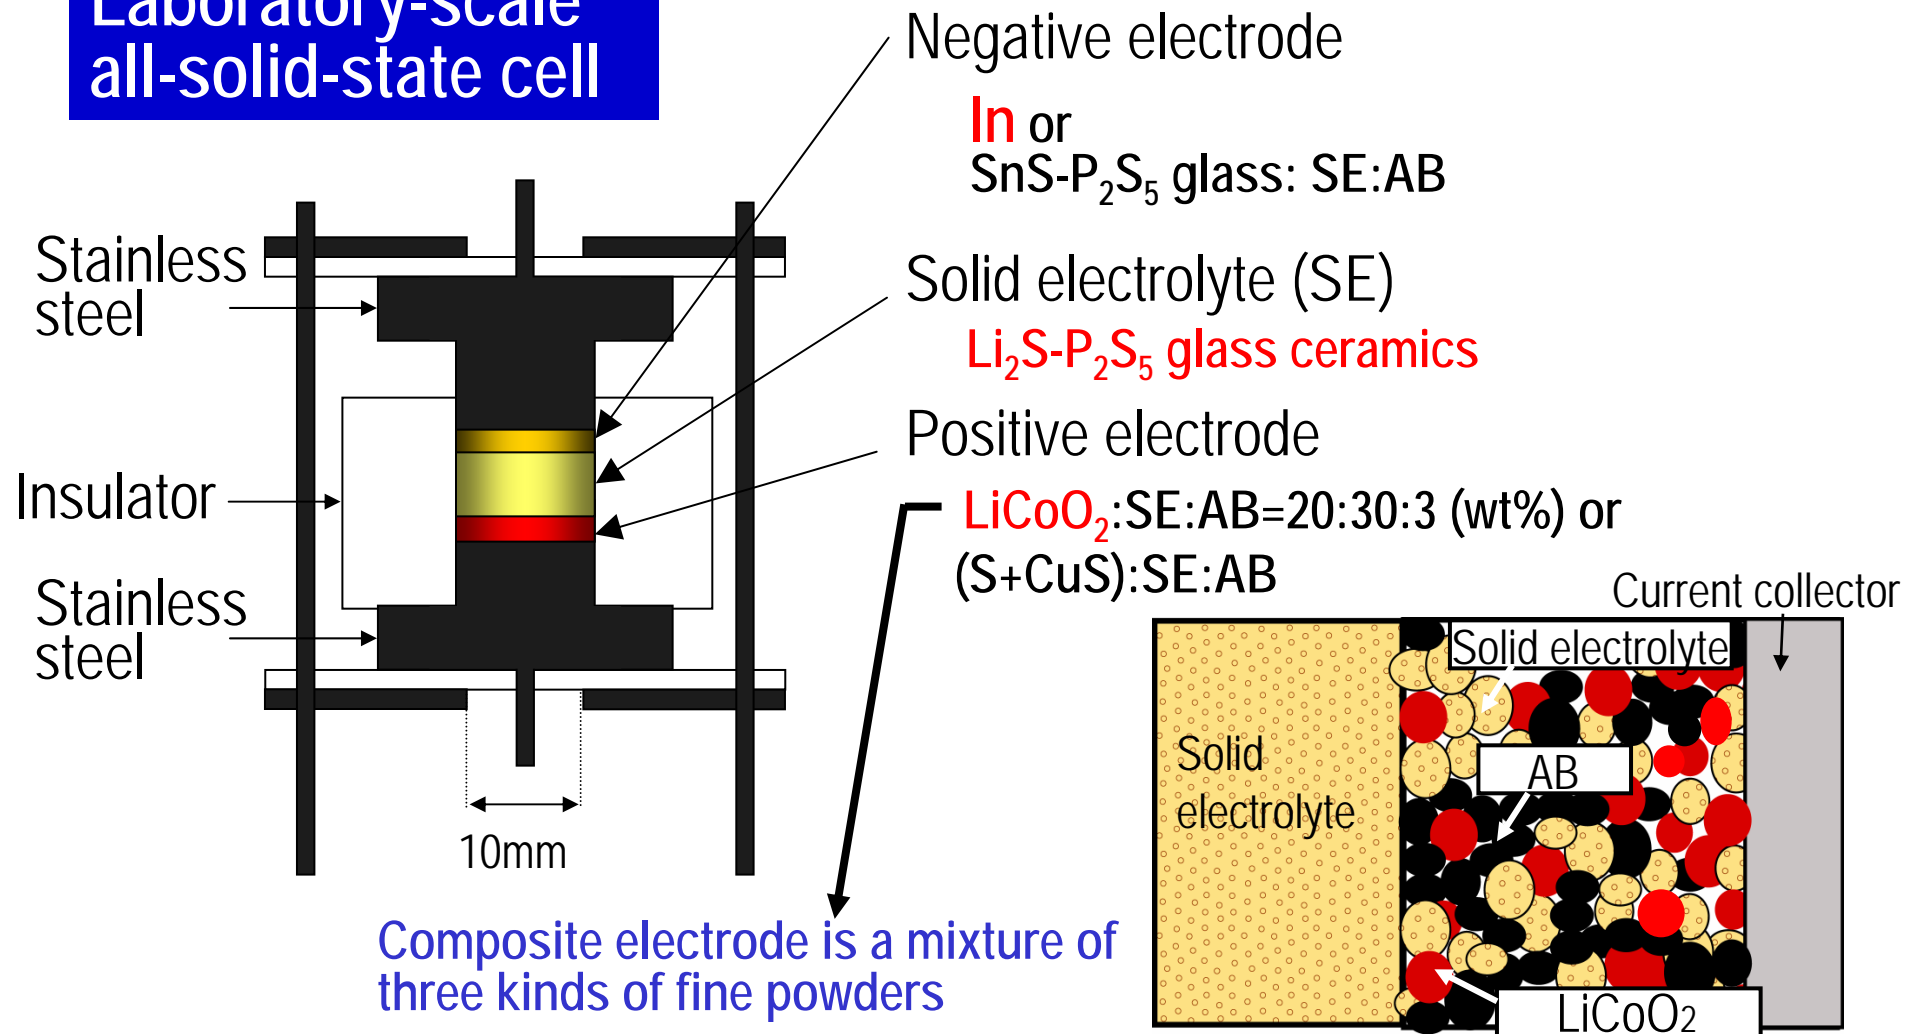 Laboratory-scale
all-solid-state cell
Negative electrode
In or
SnS-P₂S₅ glass: SE:AB
Stainless
steel
Solid electrolyte (SE)
Li₂S-P₂S₅ glass ceramics
Positive electrode
Insulator
LiCoO₂:SE:AB=20:30:3 (wt%) or
(S+CuS):SE:AB
Stainless
steel
Current collector
Solid electrolyte
Solid
electrolyte
AB
10mm
LiCoO₂
Composite electrode is a mixture of
three kinds of fine powders